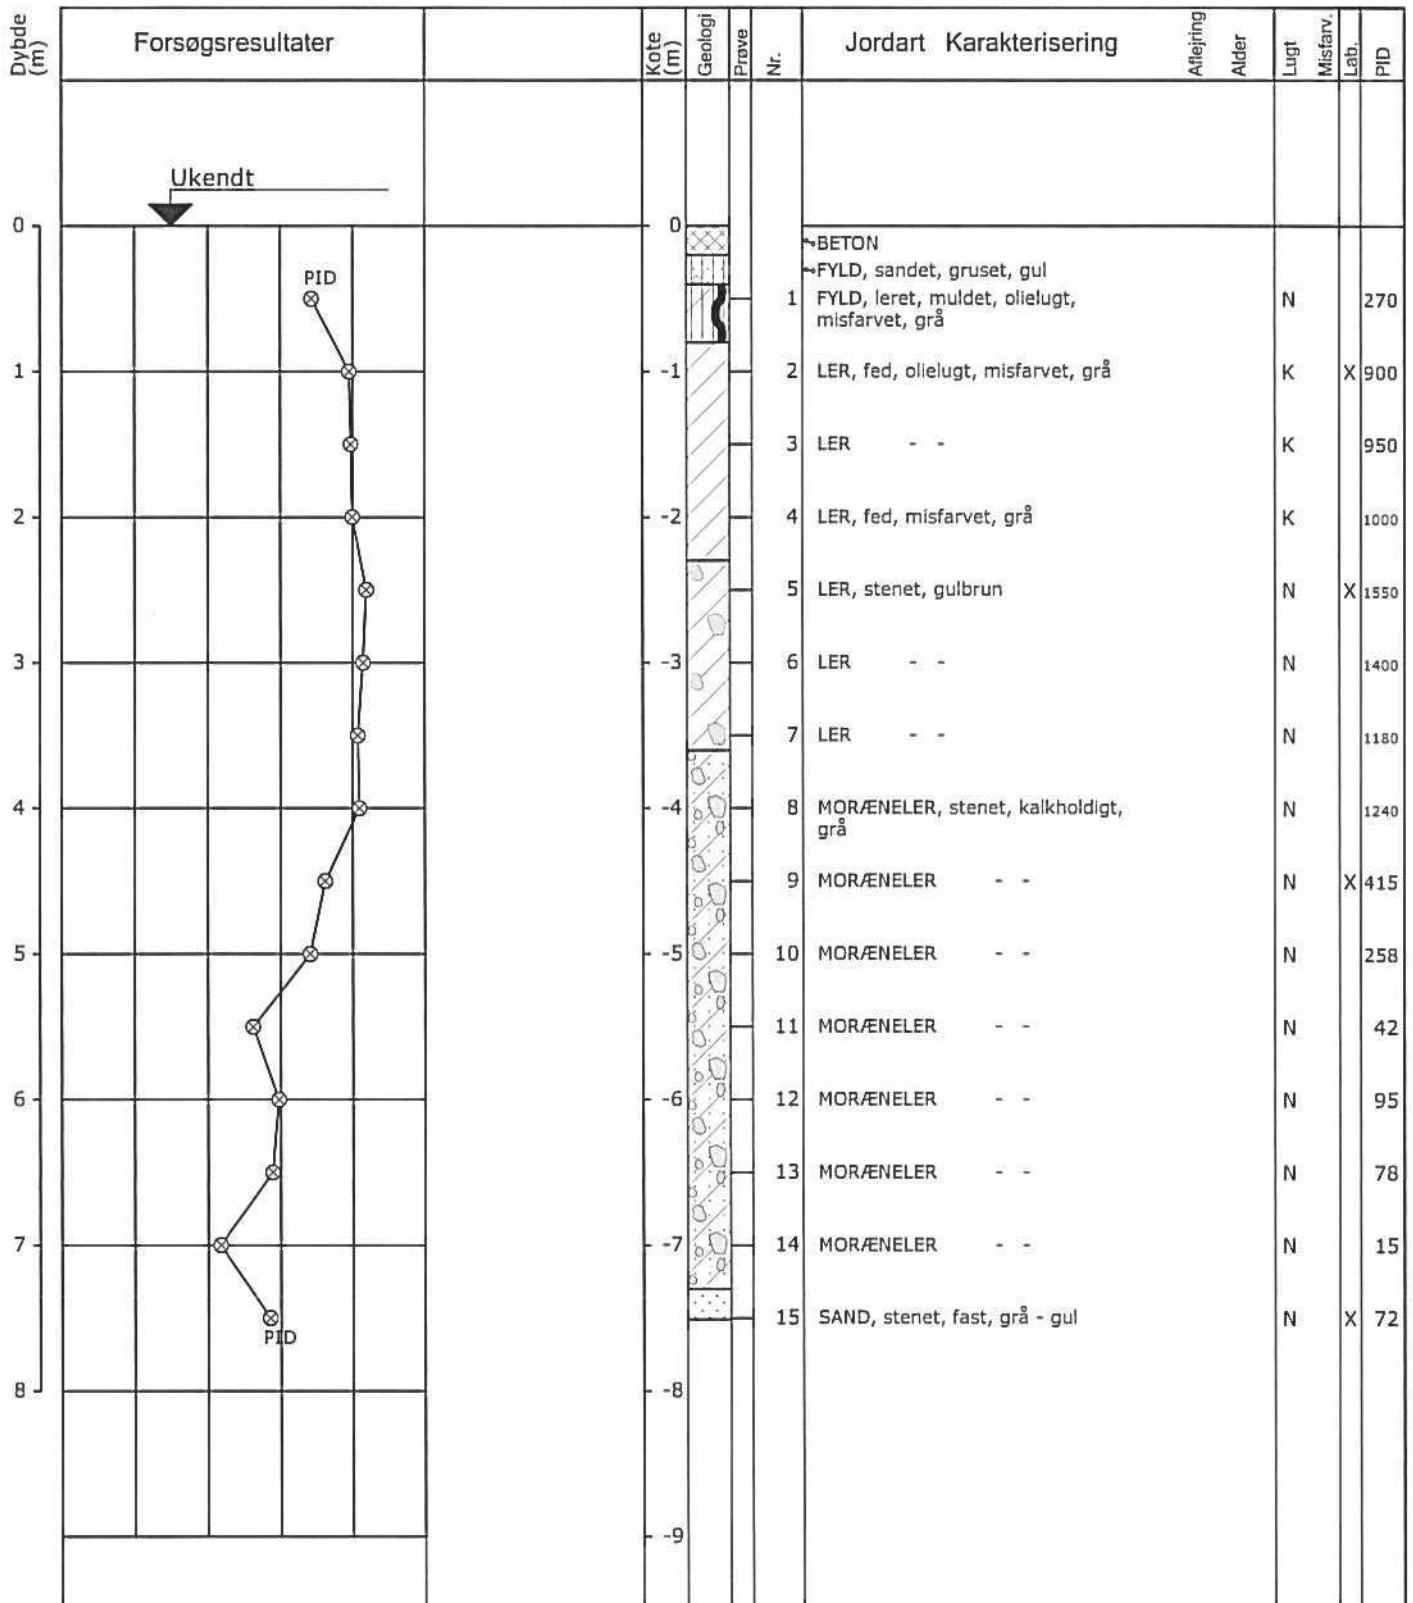 Dybde (m) Forsøgsresultater Kote (m) Geologi Prøve Nr. Jordart Karakterisering Aflejring Alder Lugt Misfarv. Lab. PID
Ukendt
0 0
BETON
FYLD, sandet, gruset, gul
PID
1 FYLD, leret, muldet, olielugt, N 270
misfarvet, grå
1 -1 2 LER, fed, olielugt, misfarvet, grå K X 900
3 LER - - K 950
2 -2 4 LER, fed, misfarvet, grå K 1000
5 LER, stenet, gulbrun N X 1550
3 -3 6 LER - - N 1400
7 LER - - N 1180
4 -4 8 MORÆNELER, stenet, kalkholdigt, N 1240
grå
9 MORÆNELER - - N X 415
5 -5 10 MORÆNELER - - N 258
11 MORÆNELER - - N 42
6 -6 12 MORÆNELER - - N 95
13 MORÆNELER - - N 78
7 -7 14 MORÆNELER - - N 15
15 SAND, stenet, fast, grå - gul N X 72
PID
8 -8
-9